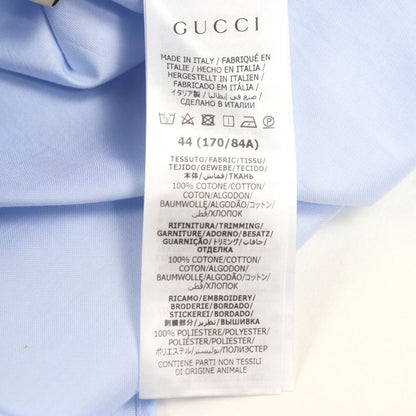 GUCCI
MADE IN ITALY / FABRIQUÉ EN
ITALIE / HECHO EN ITALIA /
HERGESTELLT IN ITALIEN /
FABRICADO EM ITÁLIA /
イタリア製 / صنع في إيطاليا /
СДЕЛАНО В ИТАЛИИ
44 (170/84A)
TESSUTO/FABRIC/TISSU/
TEJIDO/GEWEBE/TECIDO/
本体/قماش/ТКАНЬ
100% COTONE/COTTON/
COTON/ALGODON/
BAUMWOLLE/ALGODÃO/コットン/
قطن/ХЛОПОК
RIFINITURA/TRIMMING/
GARNITURE/ADORNO/BESATZ/
GUARNIÇÃO/トリミング/حافات/
ОТДЕЛКА
100% COTONE/COTTON/
COTON/ALGODON/
BAUMWOLLE/ALGODÃO/コットン/
قطن/ХЛОПОК
RICAMO/EMBROIDERY/
BRODERIE/BORDADO/
STICKEREI/BORDADO/
刺繍部分/تطريز/ВЫШИВКА
100% POLIESTERE/POLYESTER/
POLYESTER/POLIESTER/
POLYESTER/POLIÉSTER/
ポリエステル/بوليستر/ПОЛИЭСТЕР
CONTIENE PARTI NON TESSILI
DI ORIGINE ANIMALE